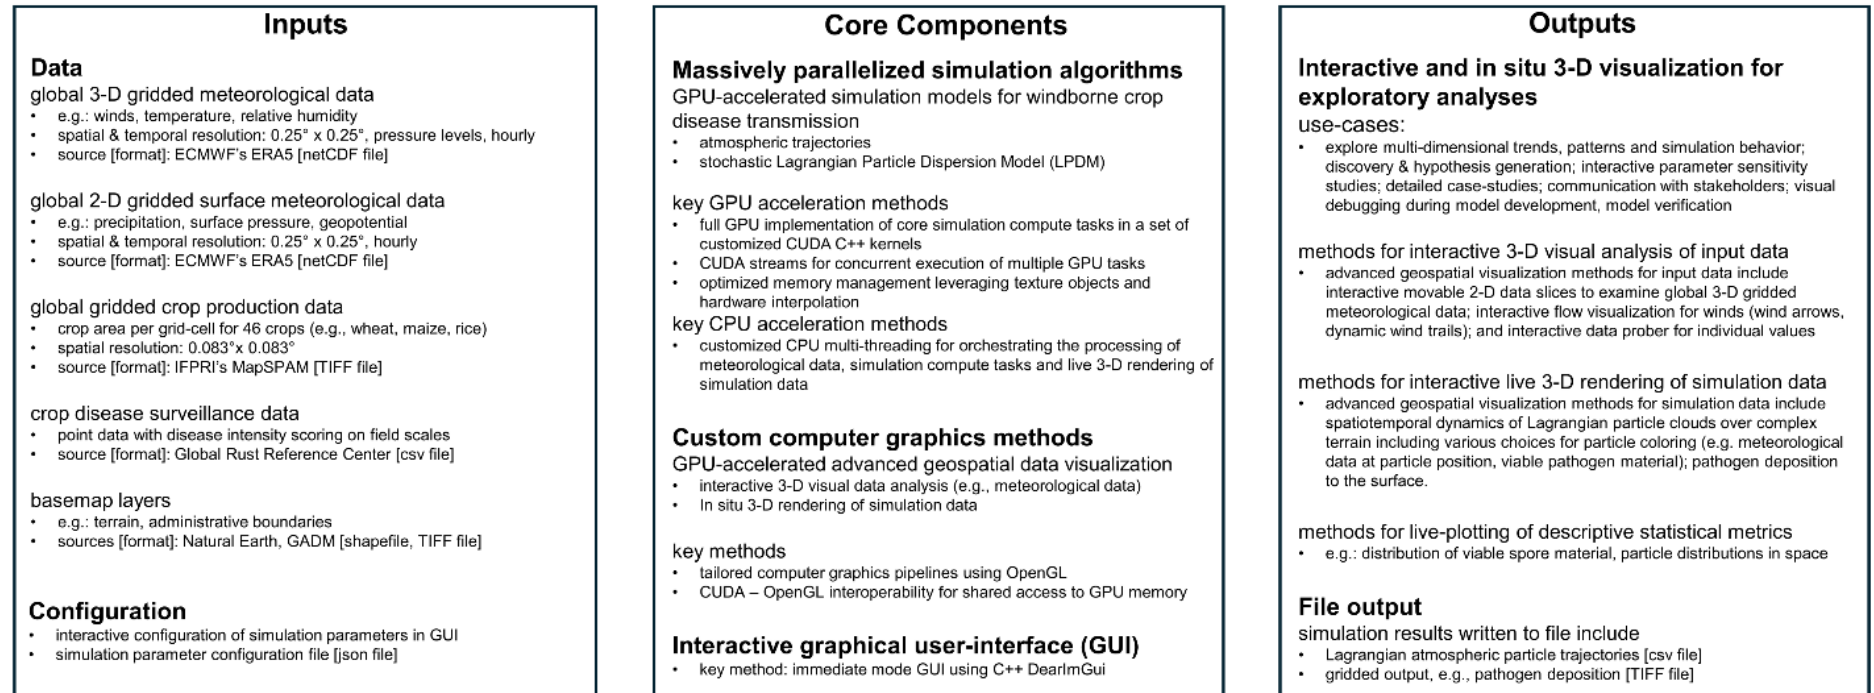 Inputs
Data
global 3-D gridded meteorological data
• e.g.: winds, temperature, relative humidity
• spatial & temporal resolution: 0.25° x 0.25°, pressure levels, hourly
• source [format]: ECMWF's ERA5 [netCDF file]
global 2-D gridded surface meteorological data
• e.g.: precipitation, surface pressure, geopotential
• spatial & temporal resolution: 0.25° x 0.25°, hourly
• source [format]: ECMWF's ERA5 [netCDF file]
global gridded crop production data
• crop area per grid-cell for 46 crops (e.g., wheat, maize, rice)
• spatial resolution: 0.083°x 0.083°
• source [format]: IFPRI's MapSPAM [TIFF file]
crop disease surveillance data
• point data with disease intensity scoring on field scales
• source [format]: Global Rust Reference Center [csv file]
basemap layers
• e.g.: terrain, administrative boundaries
• sources [format]: Natural Earth, GADM [shapefile, TIFF file]
Configuration
• interactive configuration of simulation parameters in GUI
• simulation parameter configuration file [json file]
Core Components
Massively parallelized simulation algorithms
GPU-accelerated simulation models for windborne crop
disease transmission
• atmospheric trajectories
• stochastic Lagrangian Particle Dispersion Model (LPDM)
key GPU acceleration methods
• full GPU implementation of core simulation compute tasks in a set of
customized CUDA C++ kernels
• CUDA streams for concurrent execution of multiple GPU tasks
• optimized memory management leveraging texture objects and
hardware interpolation
key CPU acceleration methods
• customized CPU multi-threading for orchestrating the processing of
meteorological data, simulation compute tasks and live 3-D rendering of
simulation data
Custom computer graphics methods
GPU-accelerated advanced geospatial data visualization
• interactive 3-D visual data analysis (e.g., meteorological data)
• In situ 3-D rendering of simulation data
key methods
• tailored computer graphics pipelines using OpenGL
• CUDA – OpenGL interoperability for shared access to GPU memory
Interactive graphical user-interface (GUI)
• key method: immediate mode GUI using C++ DearImGui
Outputs
Interactive and in situ 3-D visualization for
exploratory analyses
use-cases:
• explore multi-dimensional trends, patterns and simulation behavior;
discovery & hypothesis generation; interactive parameter sensitivity
studies; detailed case-studies; communication with stakeholders; visual
debugging during model development, model verification
methods for interactive 3-D visual analysis of input data
• advanced geospatial visualization methods for input data include
interactive movable 2-D data slices to examine global 3-D gridded
meteorological data; interactive flow visualization for winds (wind arrows,
dynamic wind trails); and interactive data prober for individual values
methods for interactive live 3-D rendering of simulation data
• advanced geospatial visualization methods for simulation data include
spatiotemporal dynamics of Lagrangian particle clouds over complex
terrain including various choices for particle coloring (e.g. meteorological
data at particle position, viable pathogen material); pathogen deposition
to the surface.
methods for live-plotting of descriptive statistical metrics
• e.g.: distribution of viable spore material, particle distributions in space
File output
simulation results written to file include
• Lagrangian atmospheric particle trajectories [csv file]
• gridded output, e.g., pathogen deposition [TIFF file]